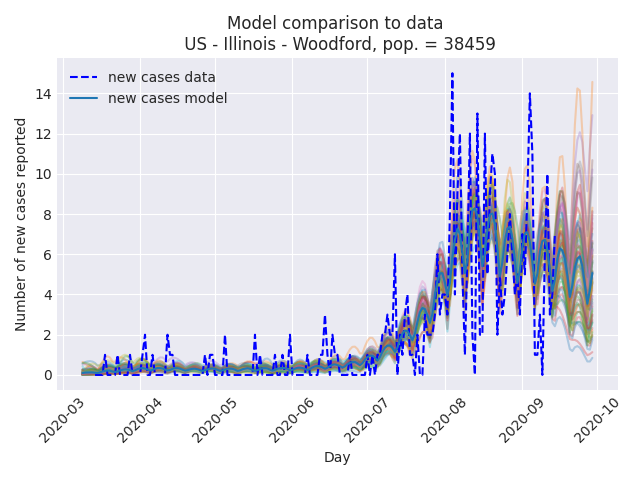 Model comparison to data
US - Illinois - Woodford, pop. = 38459
new cases data
new cases model
Number of new cases reported
14
12
10
8
6
4
2
0
2020-03
2020-04
2020-05
2020-06
2020-07
2020-08
2020-09
2020-10
Day